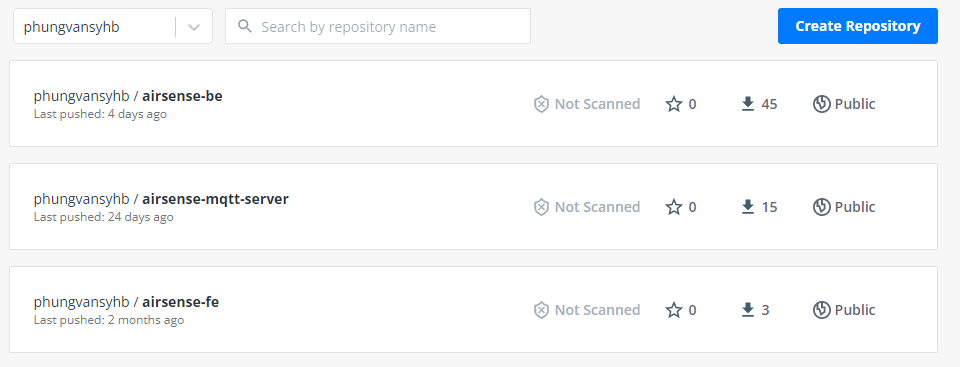 phungvansyhb
Search by repository name
Create Repository
phungvansyhb / airsense-be
Last pushed: 4 days ago
Not Scanned
0
45
Public
phungvansyhb / airsense-mqtt-server
Last pushed: 24 days ago
Not Scanned
0
15
Public
phungvansyhb / airsense-fe
Last pushed: 2 months ago
Not Scanned
0
3
Public